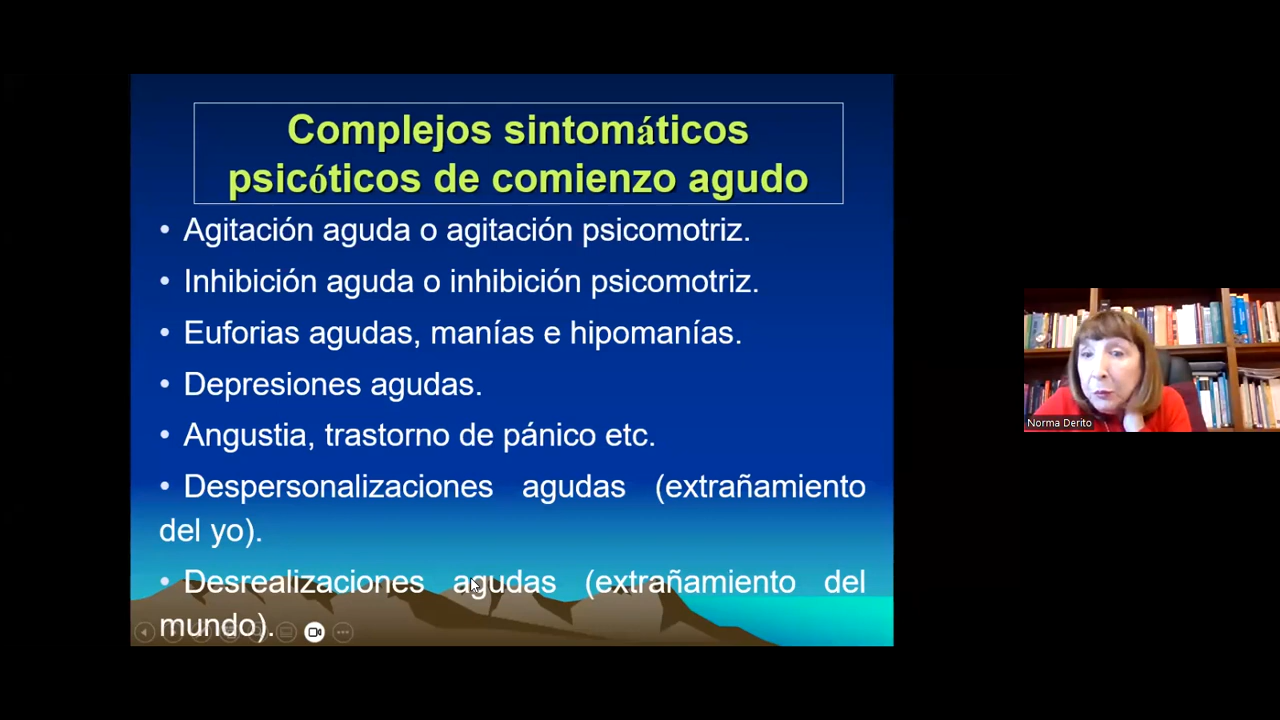 Complejos sintomáticos
psicóticos de comienzo agudo
• Agitación aguda o agitación psicomotriz.
• Inhibición aguda o inhibición psicomotriz.
• Euforias agudas, manías e hipomanías.
• Depresiones agudas.
• Angustia, trastorno de pánico etc.
• Despersonalizaciones agudas (extrañamiento
del yo).
• Desrealizaciones agudas (extrañamiento del
mundo).
Norma Derito